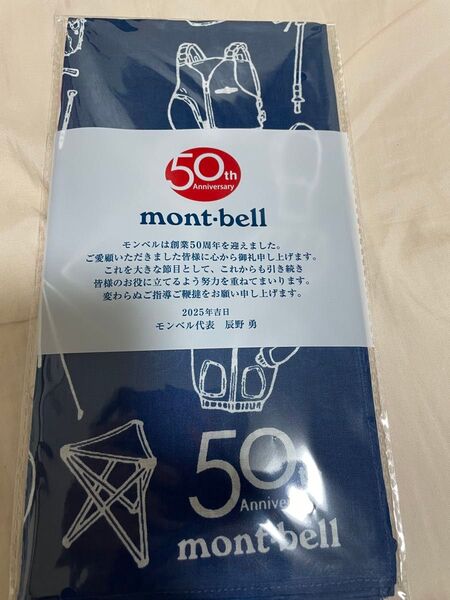 50th
Anniversary
mont·bell
モンベルは創業50周年を迎えました。
ご愛顧いただきました皆様に心から御礼申し上げます。
これを大きな節目として、これからも引き続き
皆様のお役に立てるよう努力を重ねてまいります。
変わらぬご指導ご鞭撻をお願い申し上げます。
2025年吉日
モンベル代表 辰野 勇
50th
Anniversary
mont·bell